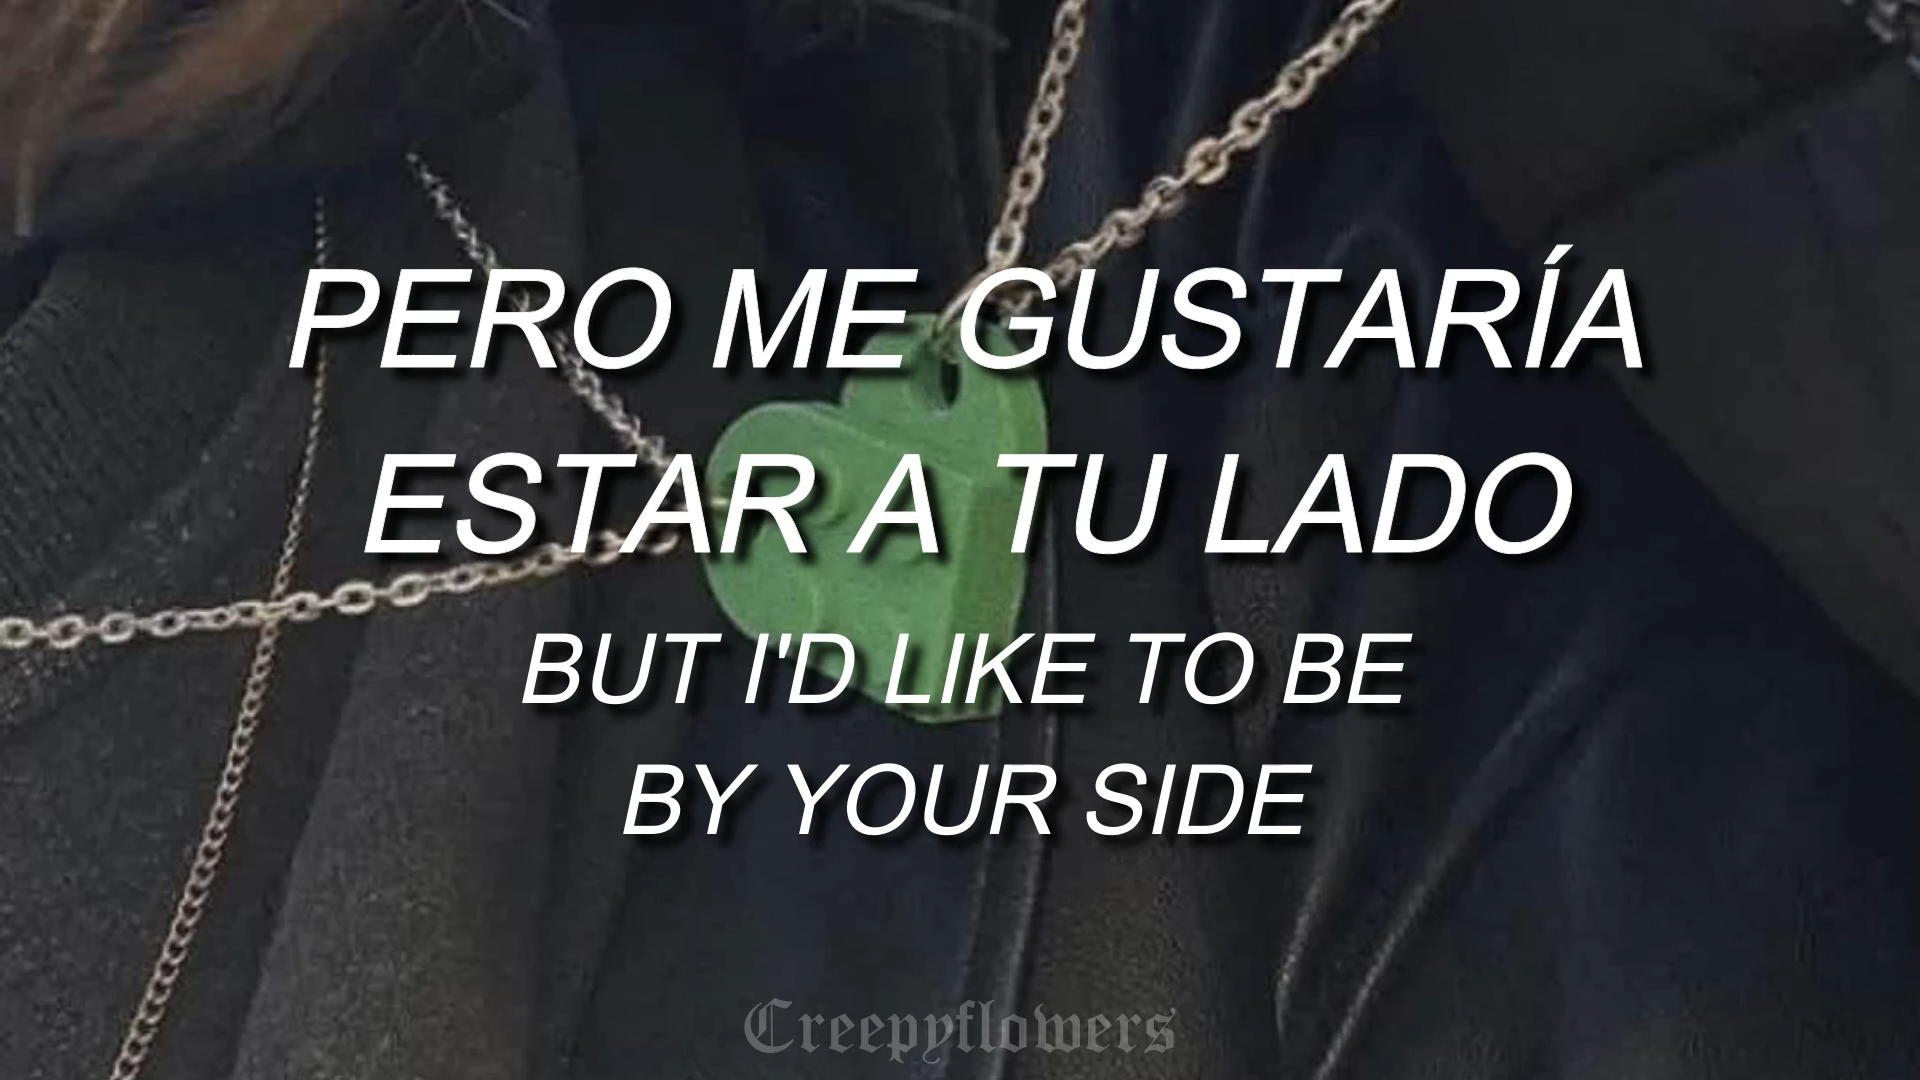 PERO ME GUSTARÍA
ESTAR A TU LADO
BUT I'D LIKE TO BE
BY YOUR SIDE
Creepyflowers